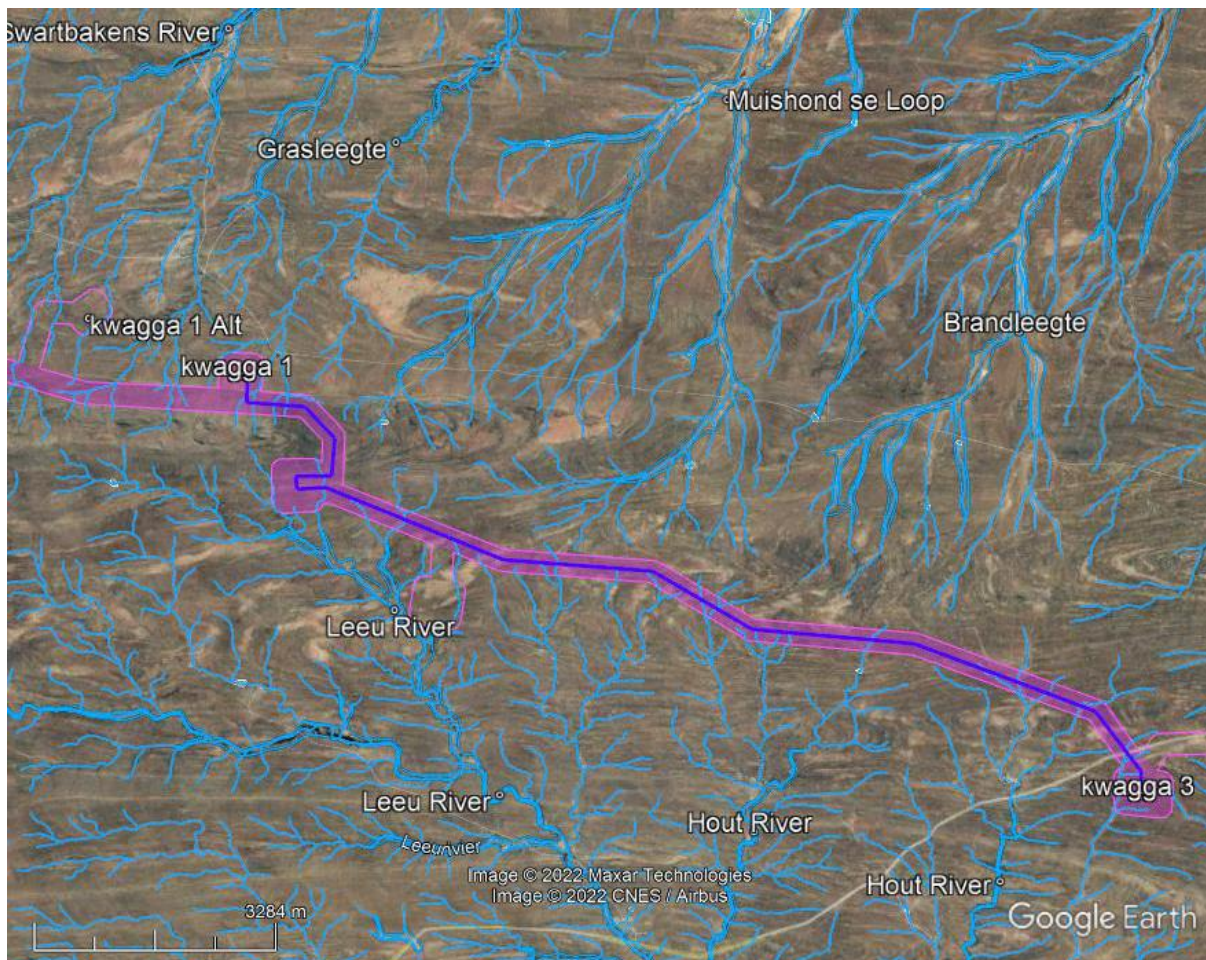 Swartbakens River
Muishond se Loop
Grasleegte
kwagga 1 Alt
Brandleegte
kwagga 1
Leeu River
kwagga 3
Leeu River
Hout River
Leeurivier
Image © 2022 Maxar Technologies
Image © 2022 CNES / Airbus
Hout River
3284 m
Google Earth